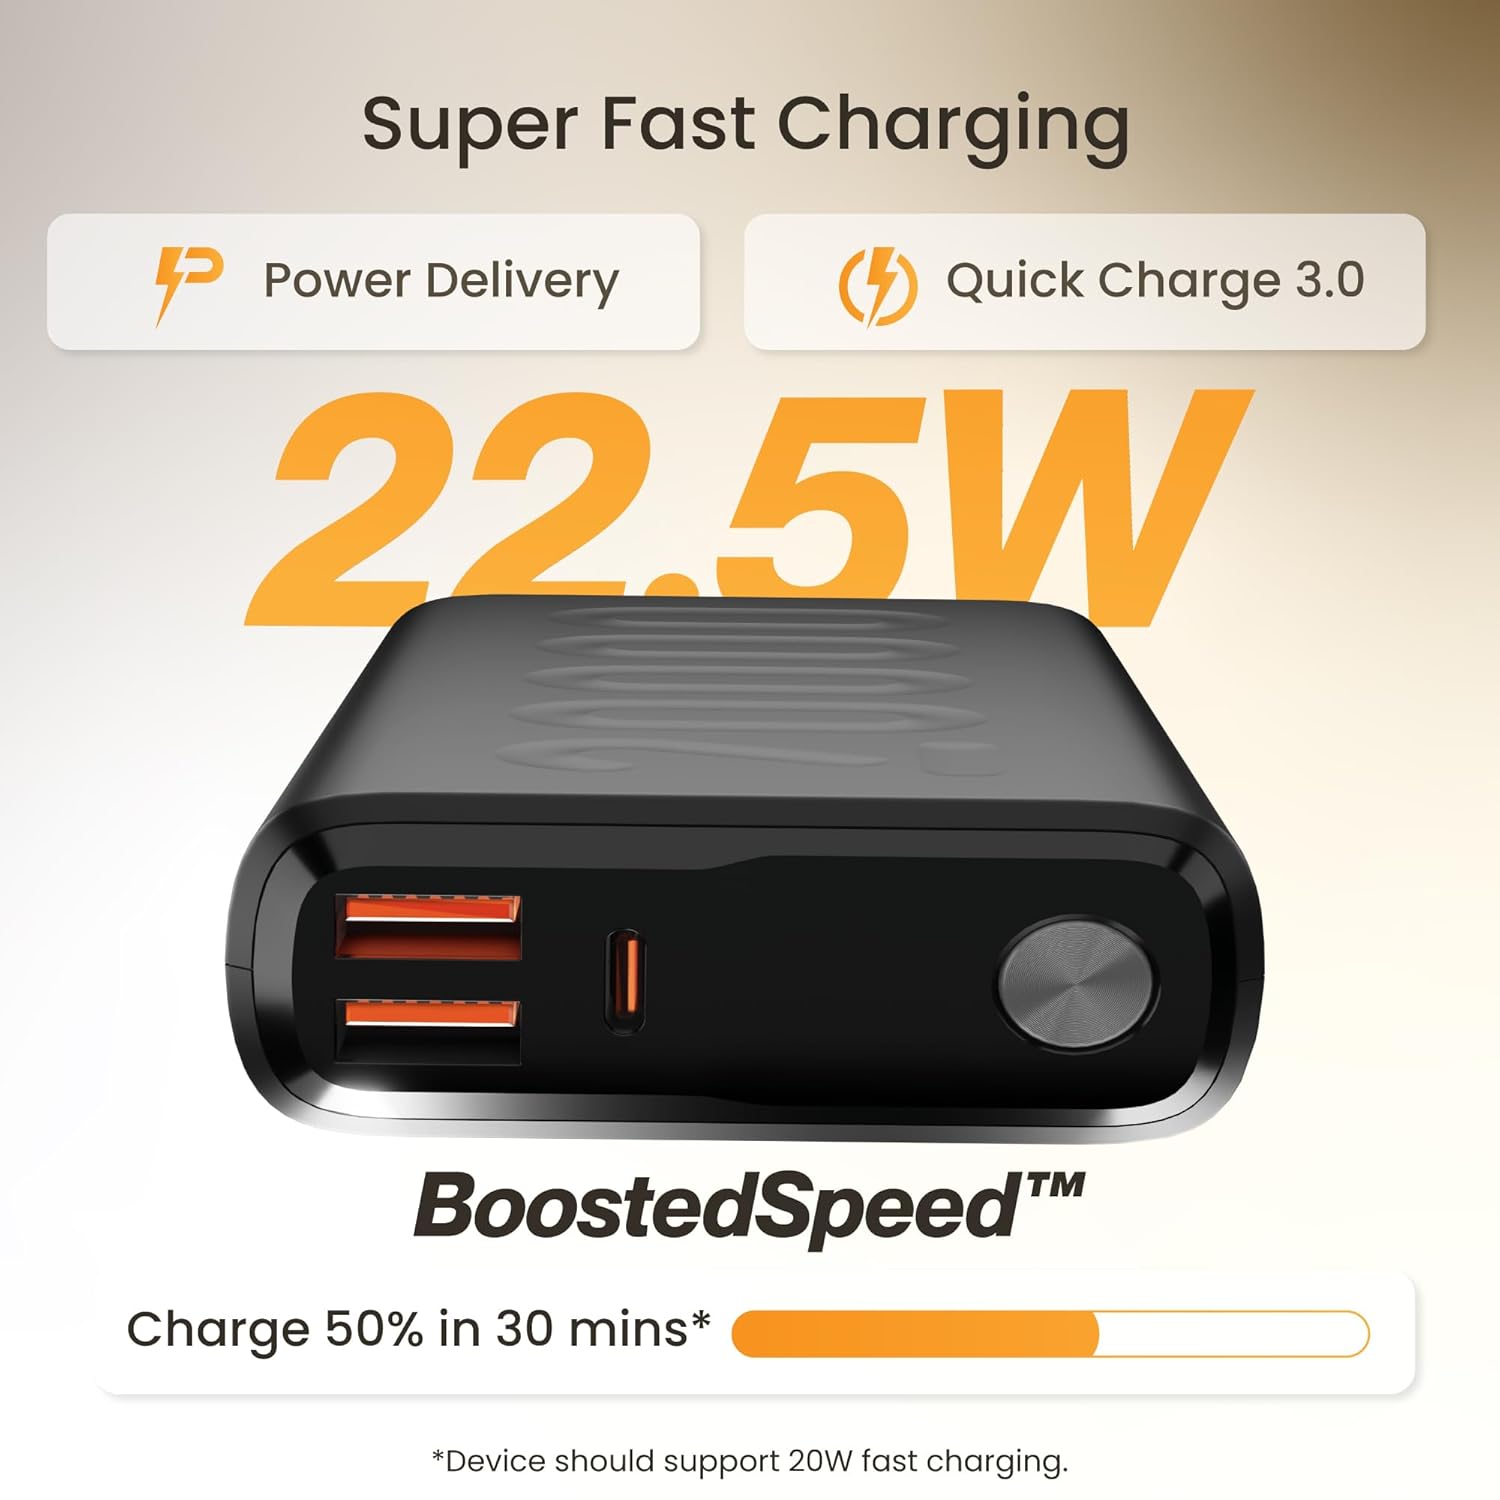 Super Fast Charging
Power Delivery
Quick Charge 3.0
22.5W
20000
BoostedSpeed™
Charge 50% in 30 mins*
*Device should support 20W fast charging.